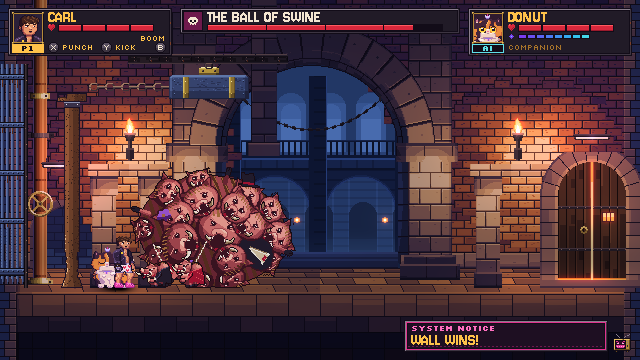 CARL
P1
X PUNCH Y KICK
BOOM
B
THE BALL OF SWINE
DONUT
AI
COMPANION
SYSTEM NOTICE
WALL WINS!